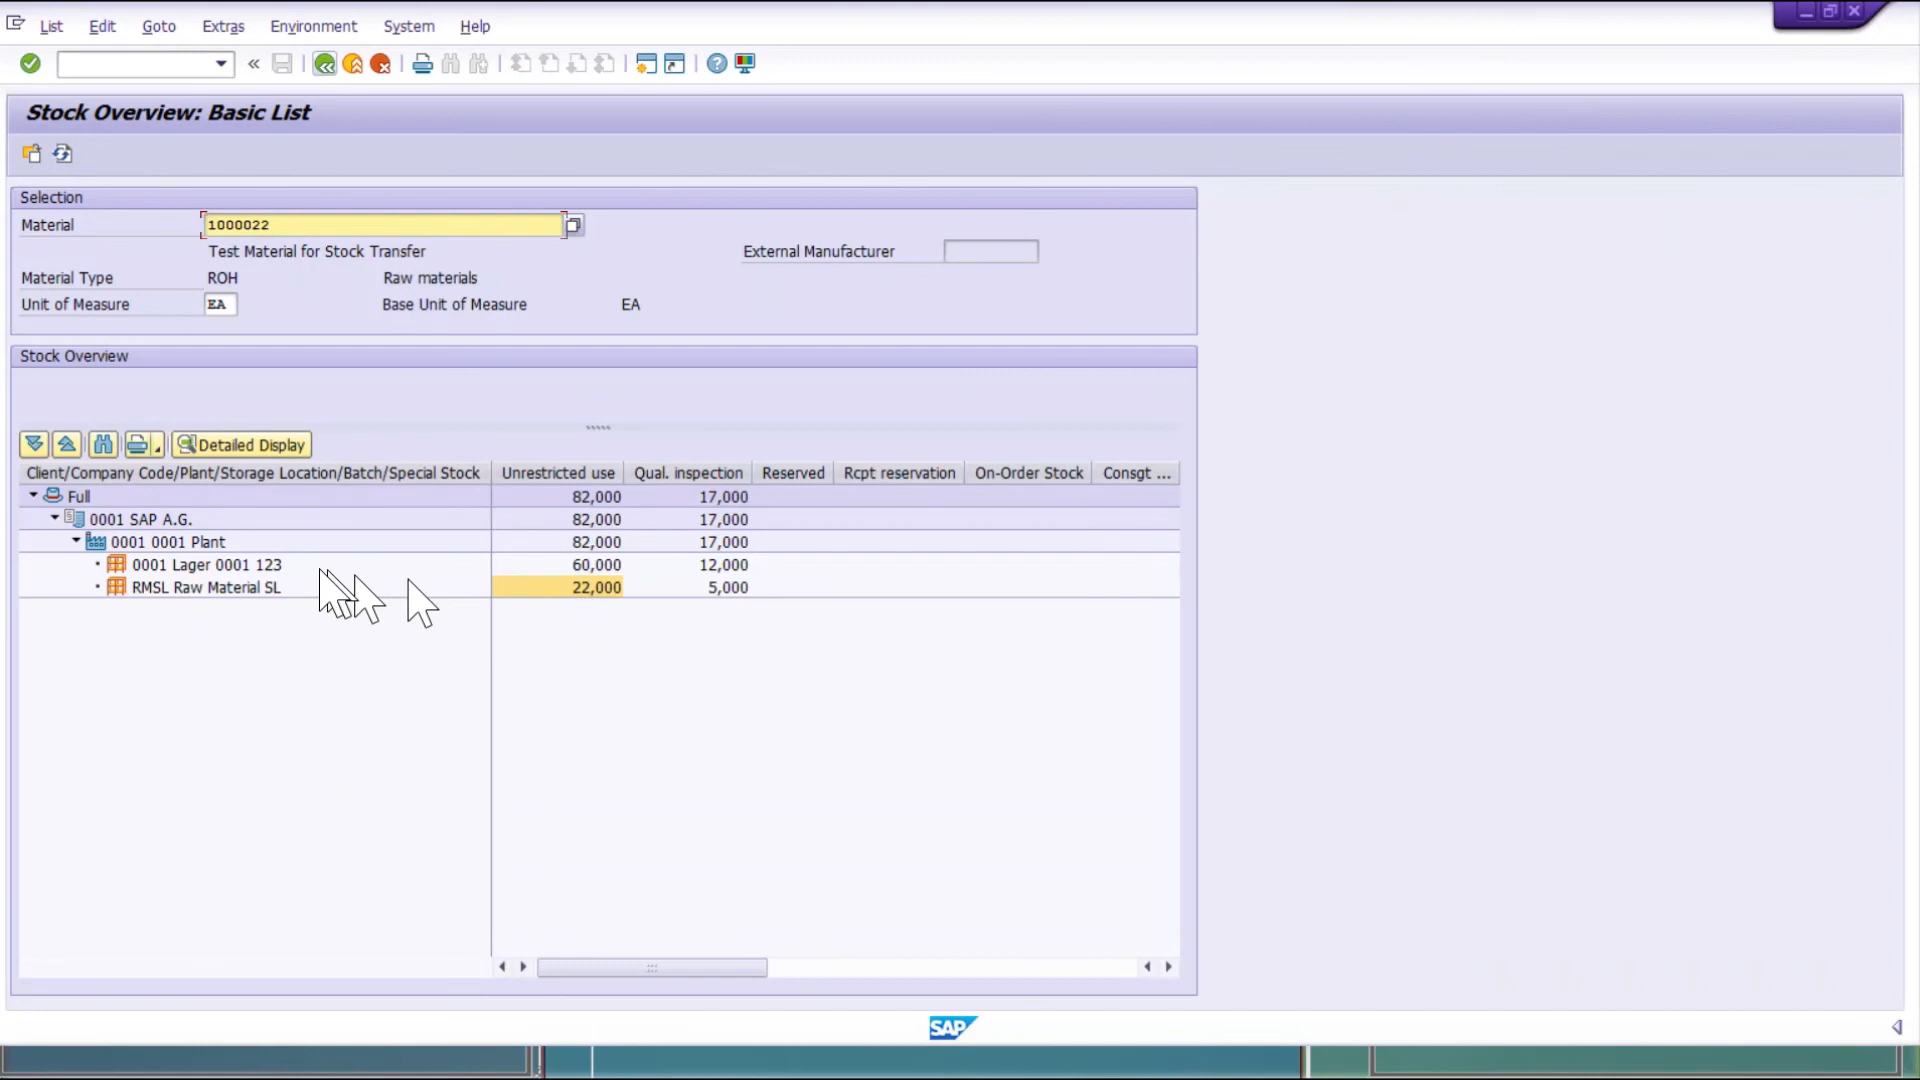 List Edit Goto Extras Environment System Help
Stock Overview: Basic List
Selection
Material 1000022
Test Material for Stock Transfer External Manufacturer
Material Type ROH Raw materials
Unit of Measure EA Base Unit of Measure EA
Stock Overview
Detailed Display
Client/Company Code/Plant/Storage Location/Batch/Special Stock Unrestricted use Qual. inspection Reserved Rcpt reservation On-Order Stock Consgt ...
Full 82,000 17,000
0001 SAP A.G. 82,000 17,000
0001 0001 Plant 82,000 17,000
0001 Lager 0001 123 60,000 12,000
RMSL Raw Material SL 22,000 5,000
SAP